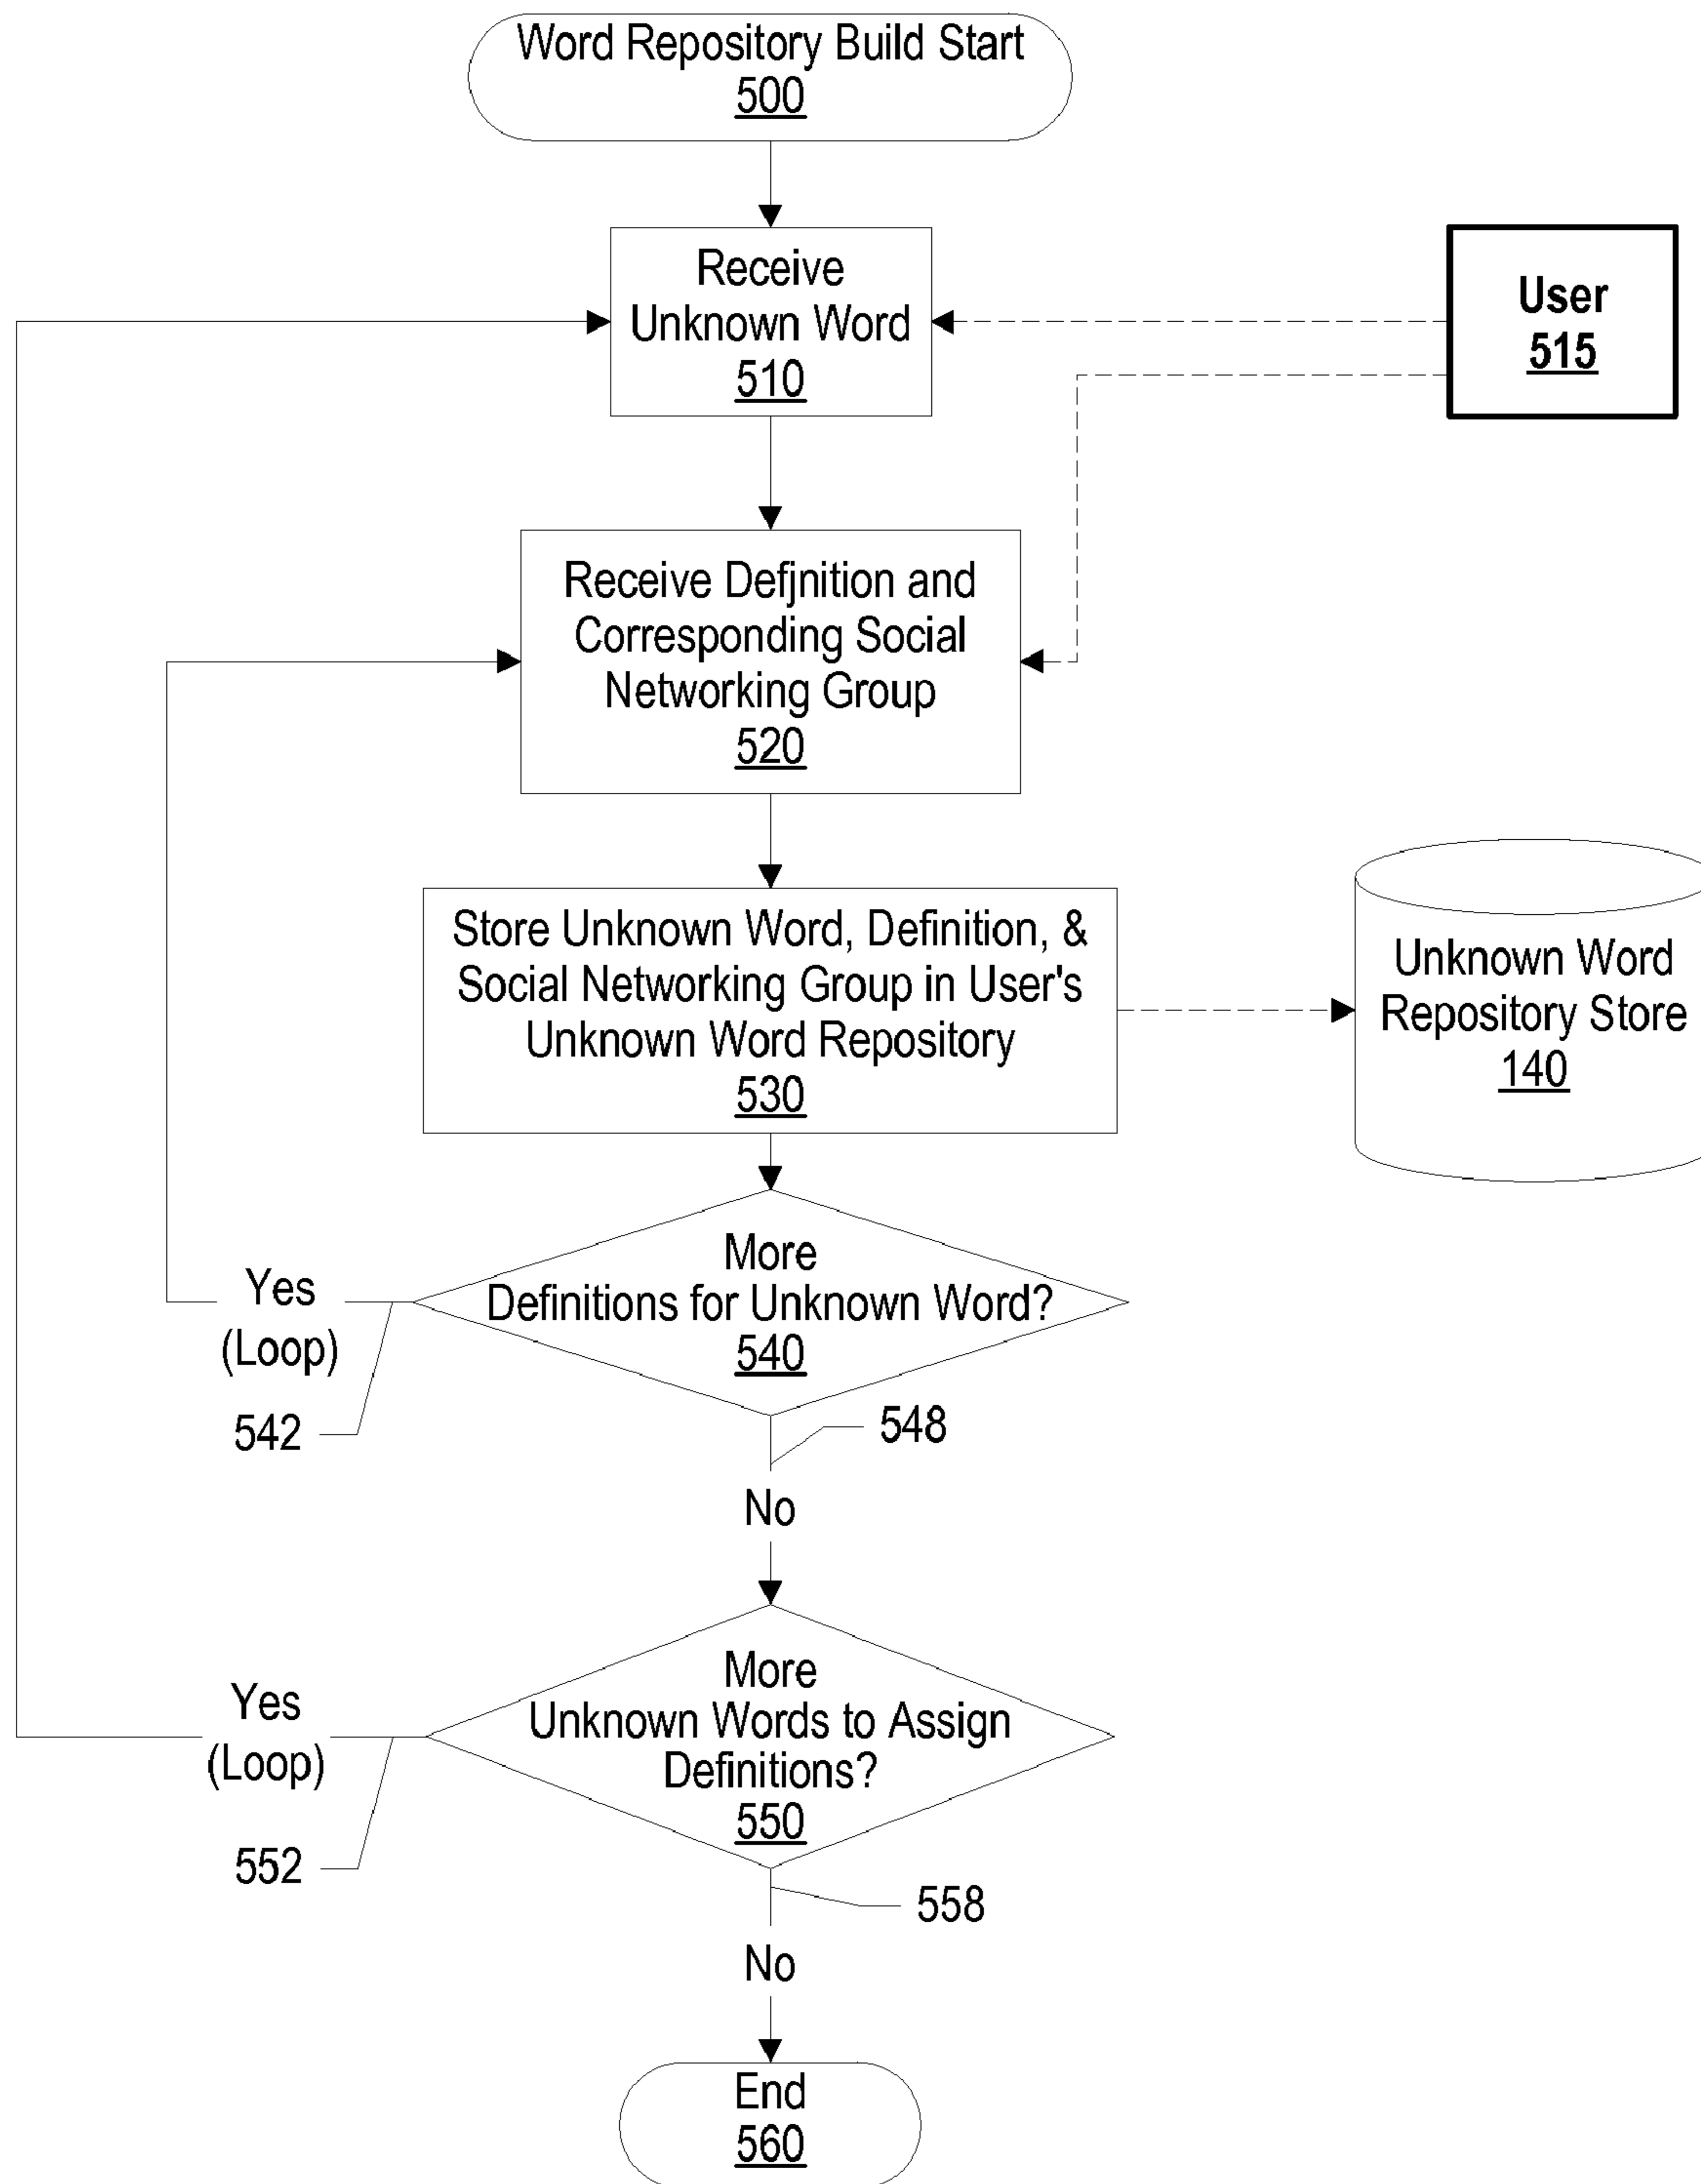 Word Repository Build Start
500
Receive
Unknown Word
510
User
515
Receive Defjnition and
Corresponding Social
Networking Group
520
Store Unknown Word, Definition, &
Social Networking Group in User's
Unknown Word Repository
530
Unknown Word
Repository Store
140
More
Definitions for Unknown Word?
540
Yes
(Loop)
542
548
No
More
Unknown Words to Assign
Definitions?
550
Yes
(Loop)
552
558
No
End
560